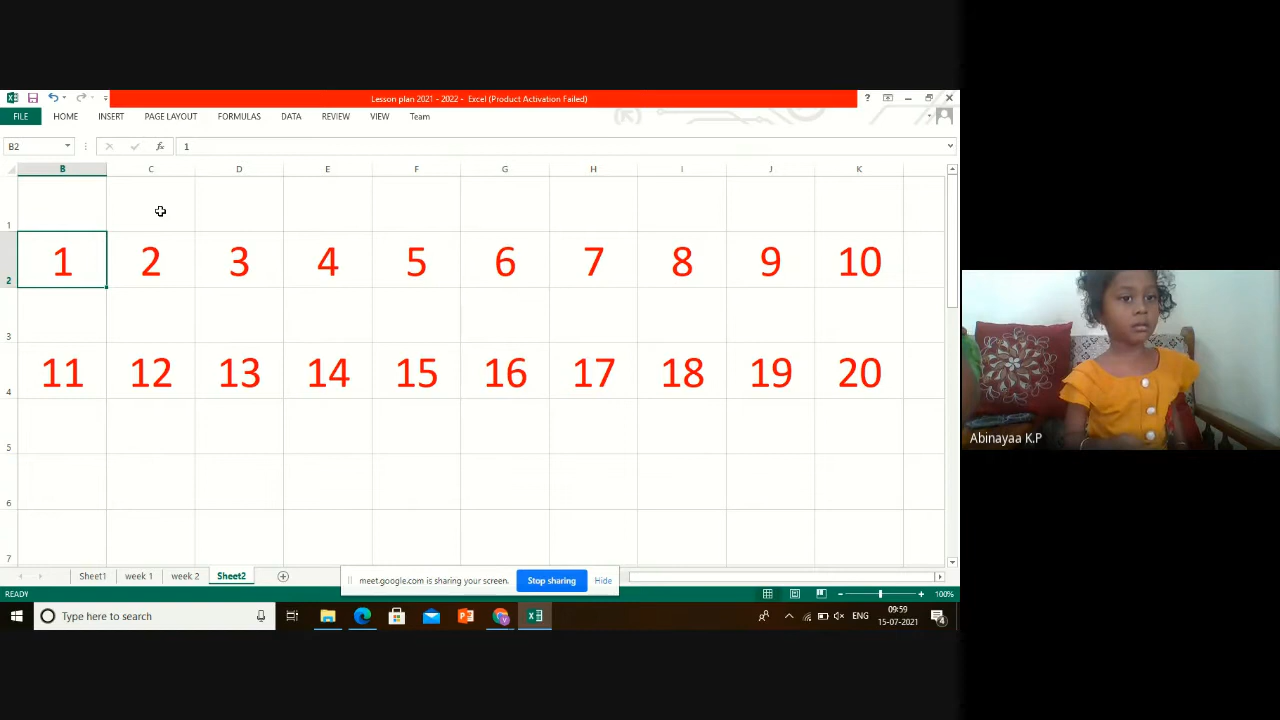 Lesson plan 2021 - 2022 - Excel (Product Activation Failed)
FILE HOME INSERT PAGE LAYOUT FORMULAS DATA REVIEW VIEW Team
B2 fx 1
B C D E F G H I J K
1
2 1 2 3 4 5 6 7 8 9 10
3
4 11 12 13 14 15 16 17 18 19 20
5
6
7
Abinayaa K.P
Sheet1 week 1 week 2 Sheet2
meet.google.com is sharing your screen. Stop sharing Hide
READY 100%
Type here to search ENG 09:59
15-07-2021 4